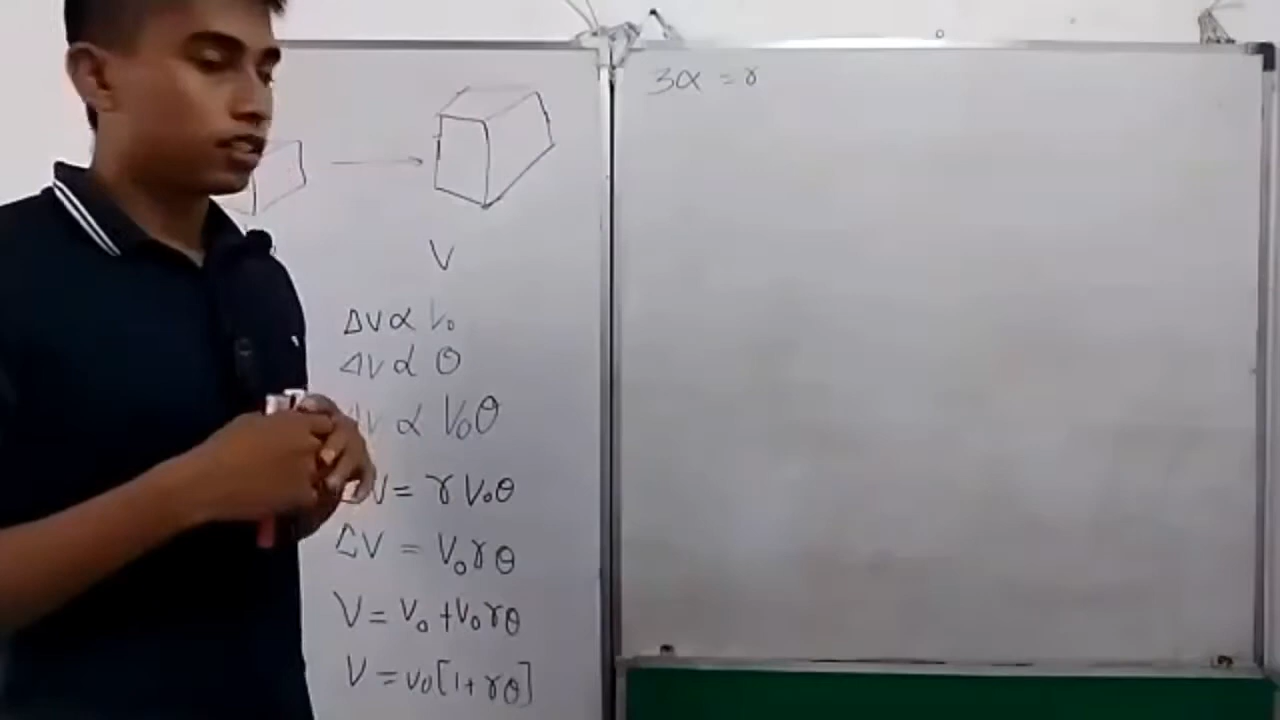 V
ΔV α V₀
ΔV α θ
ΔV α V₀θ
ΔV = γ V₀θ
ΔV = V₀γθ
V = V₀ + V₀γθ
V = V₀[1 + γθ]
3α = γ